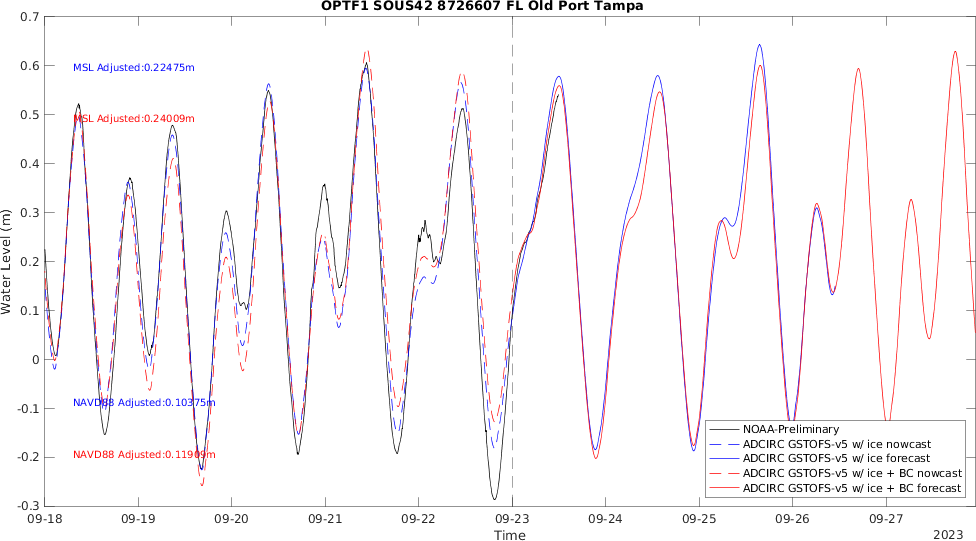 OPTF1 SOUS42 8726607 FL Old Port Tampa
Water Level (m)
0.7
0.6
0.5
0.4
0.3
0.2
0.1
0
-0.1
-0.2
-0.3
MSL Adjusted:0.22475m
MSL Adjusted:0.24009m
NAVD88 Adjusted:0.10375m
NAVD88 Adjusted:0.11909m
NOAA-Preliminary
ADCIRC GSTOFS-v5 w/ ice nowcast
ADCIRC GSTOFS-v5 w/ ice forecast
ADCIRC GSTOFS-v5 w/ ice + BC nowcast
ADCIRC GSTOFS-v5 w/ ice + BC forecast
09-18 09-19 09-20 09-21 09-22 09-23 09-24 09-25 09-26 09-27
Time
2023